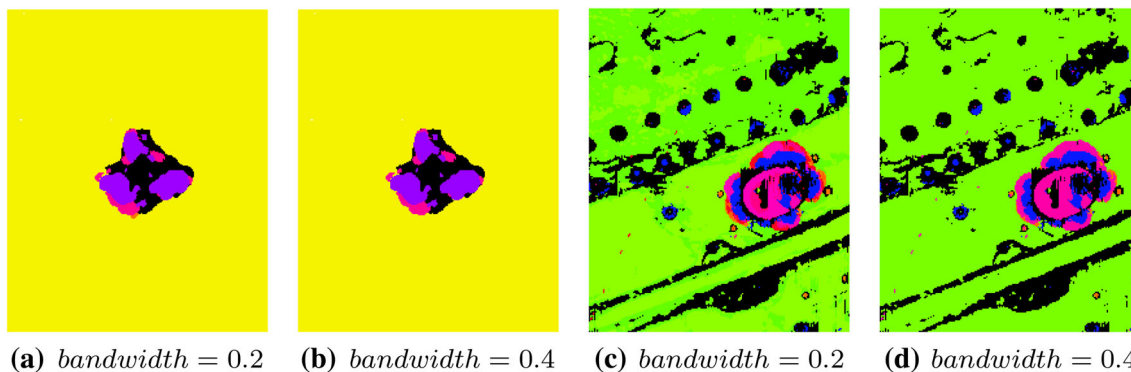 (a) bandwidth = 0.2 (b) bandwidth = 0.4 (c) bandwidth = 0.2 (d) bandwidth = 0.4